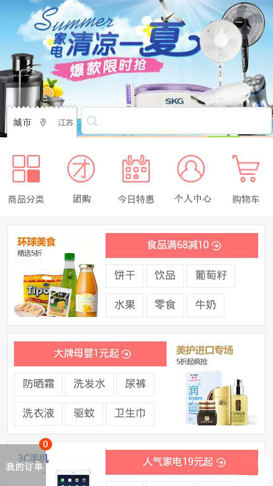 Summer
家电清凉一夏
爆款限时抢
SKG
城市 江苏
商品分类 团购 今日特惠 个人中心 购物车
环球美食
精选5折
食品满68减10
饼干 饮品 葡萄籽
水果 零食 牛奶
Tipo
大牌母婴1元起
防晒霜 洗发水 尿裤
洗衣液 驱蚊 卫生巾
美护进口专场
5折起疯抢
润
3C手机
0
我的订单
人气家电19元起